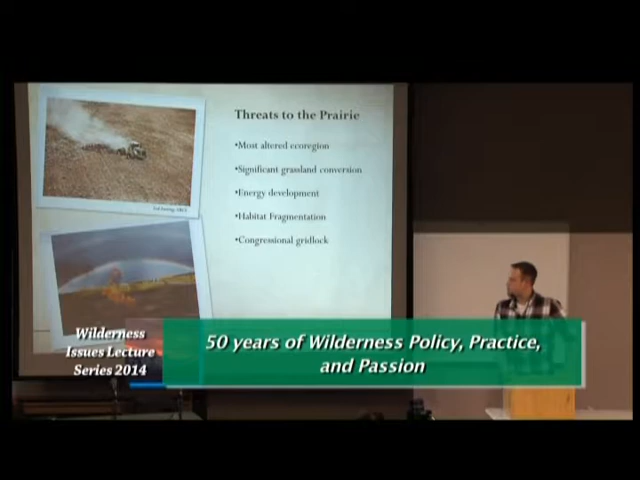 Threats to the Prairie
•Most altered ecoregion
•Significant grassland conversion
•Energy development
•Habitat Fragmentation
•Congressional gridlock
Wilderness
Issues Lecture
Series 2014
50 years of Wilderness Policy, Practice,
and Passion